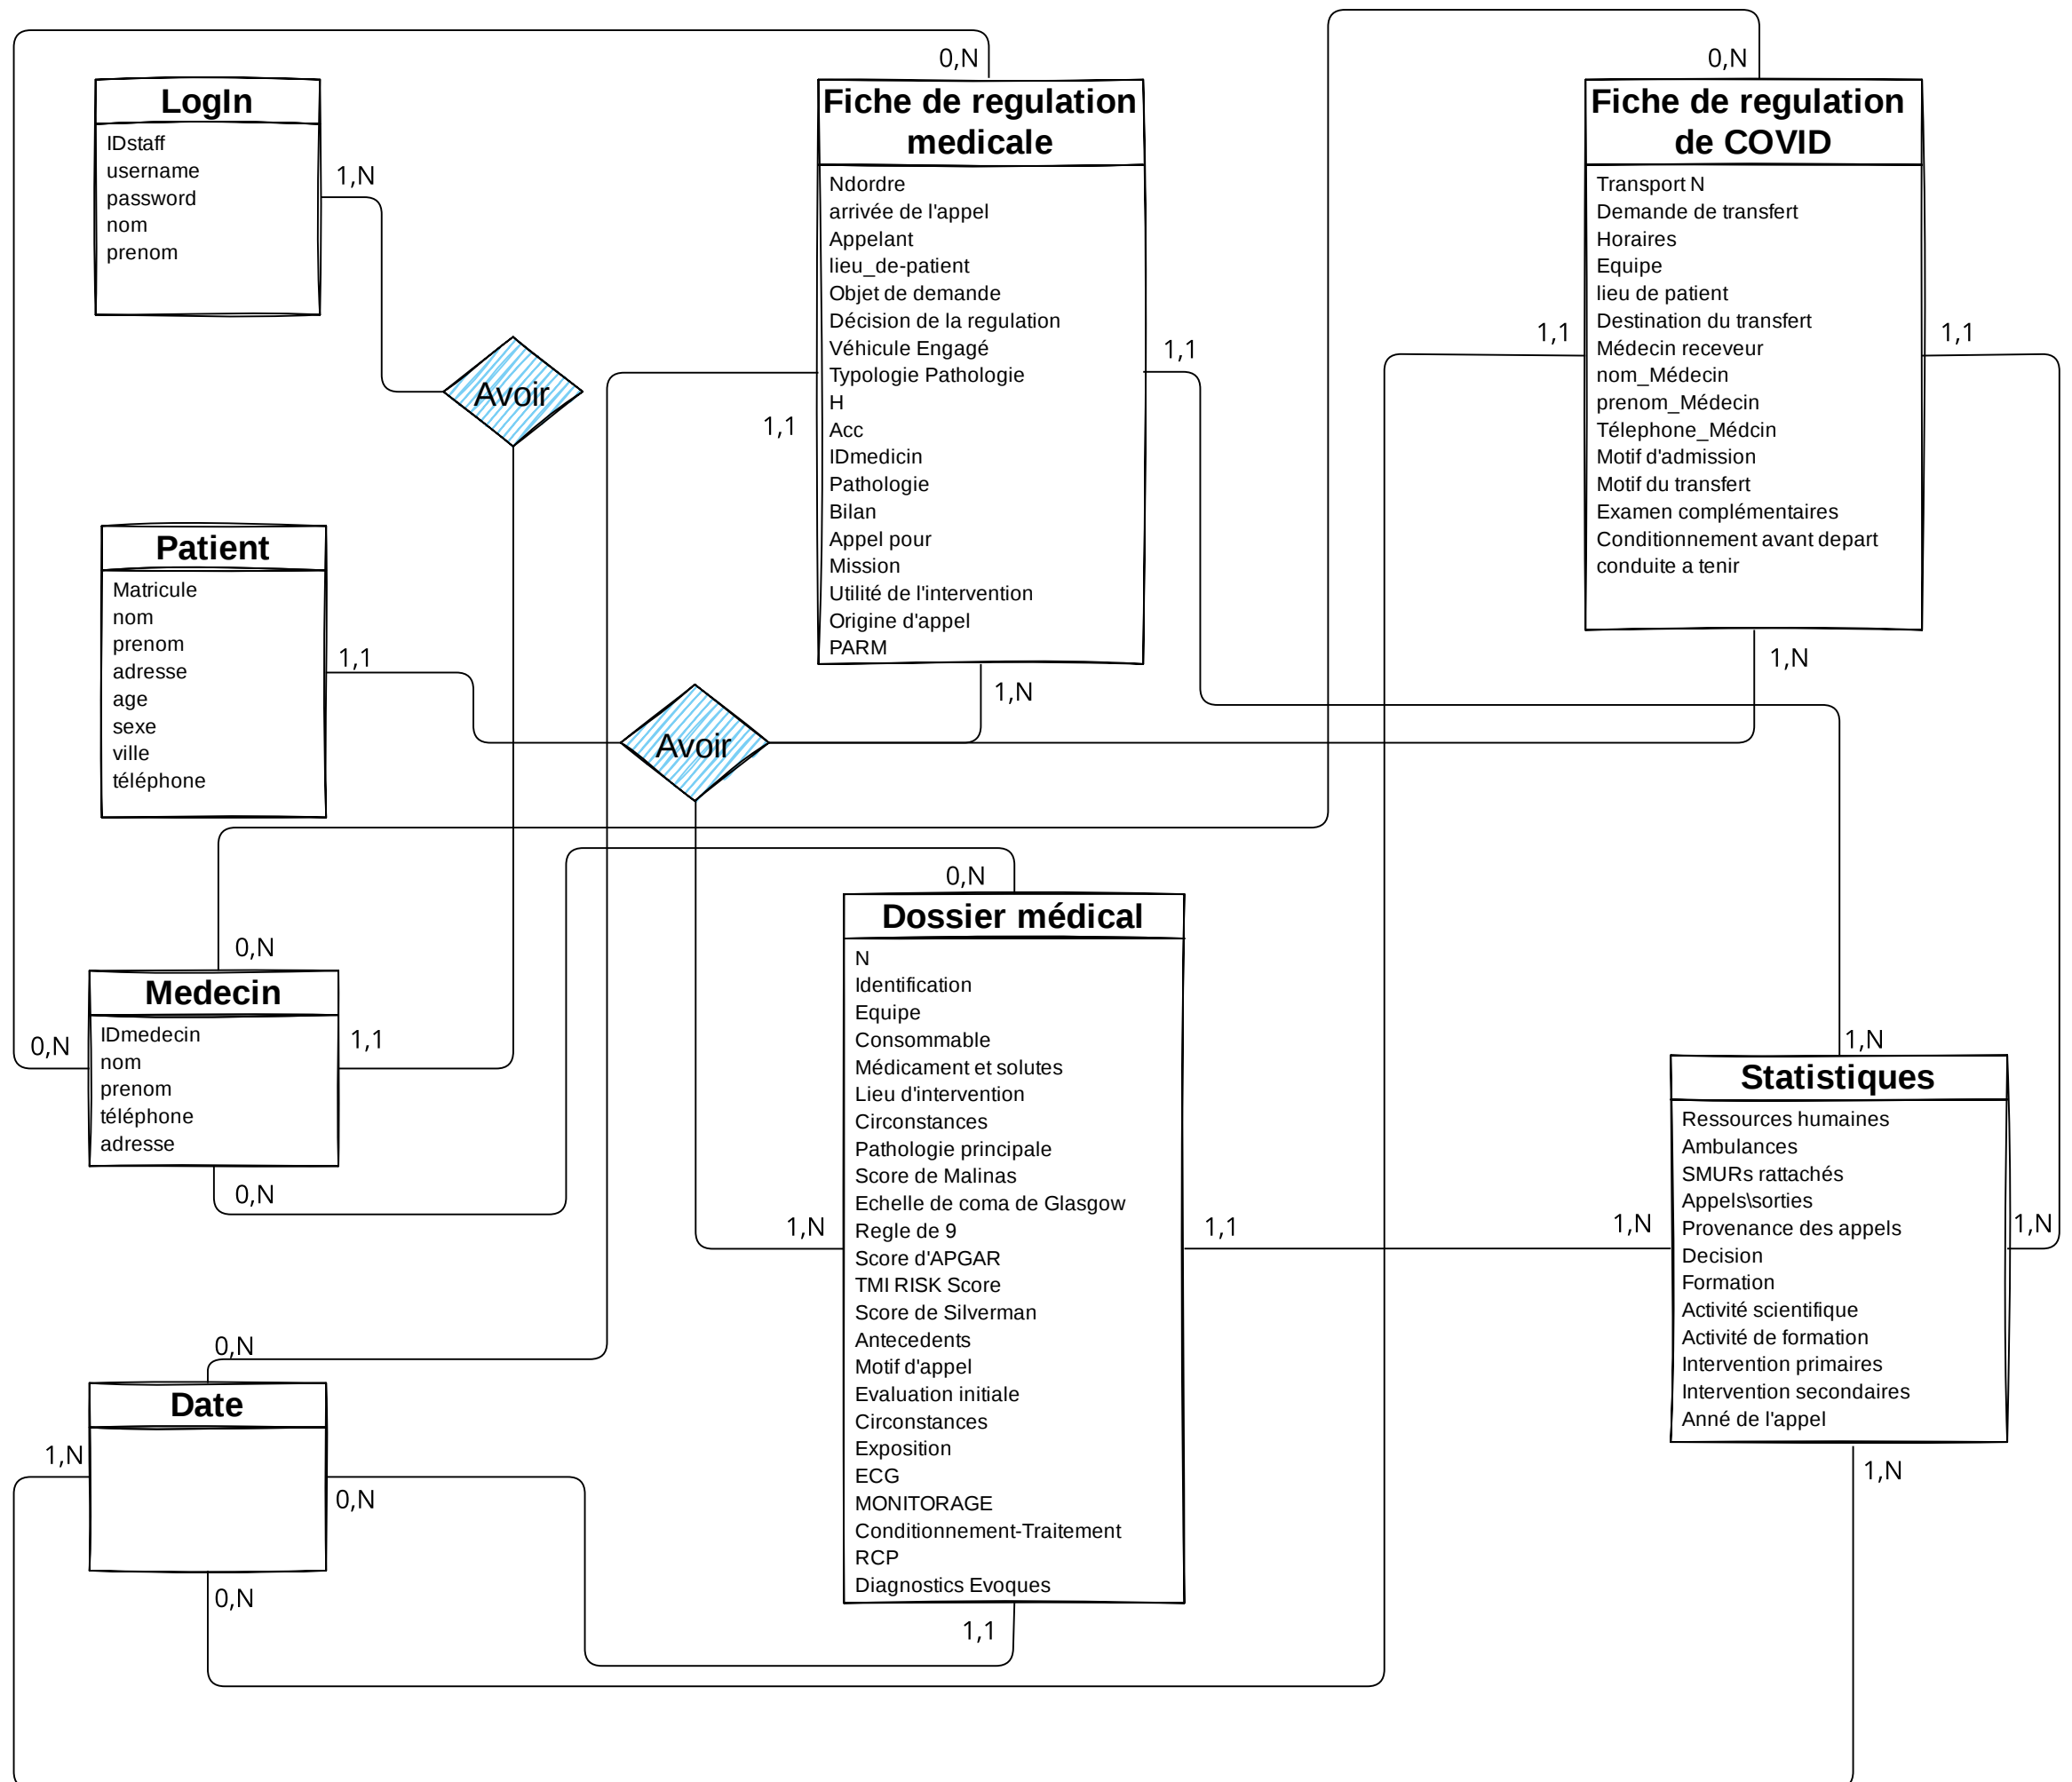 0,N
0,N
LogIn
IDstaff
username
password
nom
prenom
1,N
Fiche de regulation
medicale
Ndordre
arrivée de l'appel
Appelant
lieu_de-patient
Objet de demande
Décision de la regulation
Véhicule Engagé
Typologie Pathologie
H
Acc
IDmedicin
Pathologie
Bilan
Appel pour
Mission
Utilité de l'intervention
Origine d'appel
PARM
1,1
1,1
1,N
Fiche de regulation
de COVID
Transport N
Demande de transfert
Horaires
Equipe
lieu de patient
Destination du transfert
Médecin receveur
nom_Médecin
prenom_Médecin
Télephone_Médcin
Motif d'admission
Motif du transfert
Examen complémentaires
Conditionnement avant depart
conduite a tenir
1,1
1,1
1,N
Avoir
Patient
Matricule
nom
prenom
adresse
age
sexe
ville
téléphone
1,1
Avoir
0,N
Medecin
IDmedecin
nom
prenom
téléphone
adresse
0,N
1,1
0,N
0,N
Dossier médical
N
Identification
Equipe
Consommable
Médicament et solutes
Lieu d'intervention
Circonstances
Pathologie principale
Score de Malinas
Echelle de coma de Glasgow
Regle de 9
Score d'APGAR
TMI RISK Score
Score de Silverman
Antecedents
Motif d'appel
Evaluation initiale
Circonstances
Exposition
ECG
MONITORAGE
Conditionnement-Traitement
RCP
Diagnostics Evoques
1,N
1,1
1,1
1,N
Statistiques
Ressources humaines
Ambulances
SMURs rattachés
Appels\sorties
Provenance des appels
Decision
Formation
Activité scientifique
Activité de formation
Intervention primaires
Intervention secondaires
Anné de l'appel
1,N
1,N
1,N
0,N
Date
1,N
0,N
0,N